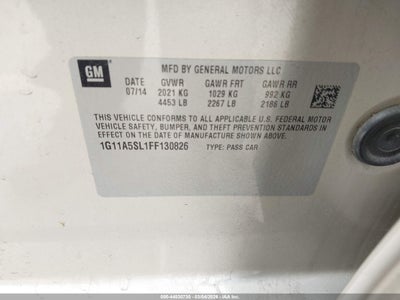 GM
MFD BY GENERAL MOTORS LLC
DATE GVWR GAWR FRT GAWR RR
07/14 2021 KG 1029 KG 992 KG
4453 LB 2267 LB 2186 LB
THIS VEHICLE CONFORMS TO ALL APPLICABLE U.S. FEDERAL MOTOR
VEHICLE SAFETY, BUMPER, AND THEFT PREVENTION STANDARDS IN
EFFECT ON THE DATE OF MANUFACTURE SHOWN ABOVE.
1G11A5SL1FF130826 TYPE: PASS CAR